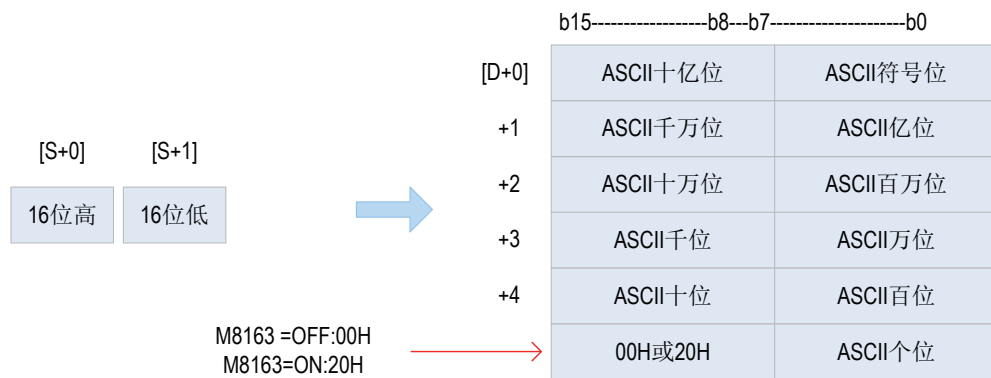 b15------------------b8---b7---------------------b0
[D+0] ASCII十亿位 ASCII符号位
+1 ASCII千万位 ASCII亿位
[S+0] [S+1]
+2 ASCII十万位 ASCII百万位
16位高 16位低
+3 ASCII千位 ASCII万位
+4 ASCII十位 ASCII百位
M8163 =OFF:00H
M8163=ON:20H
00H或20H ASCII个位